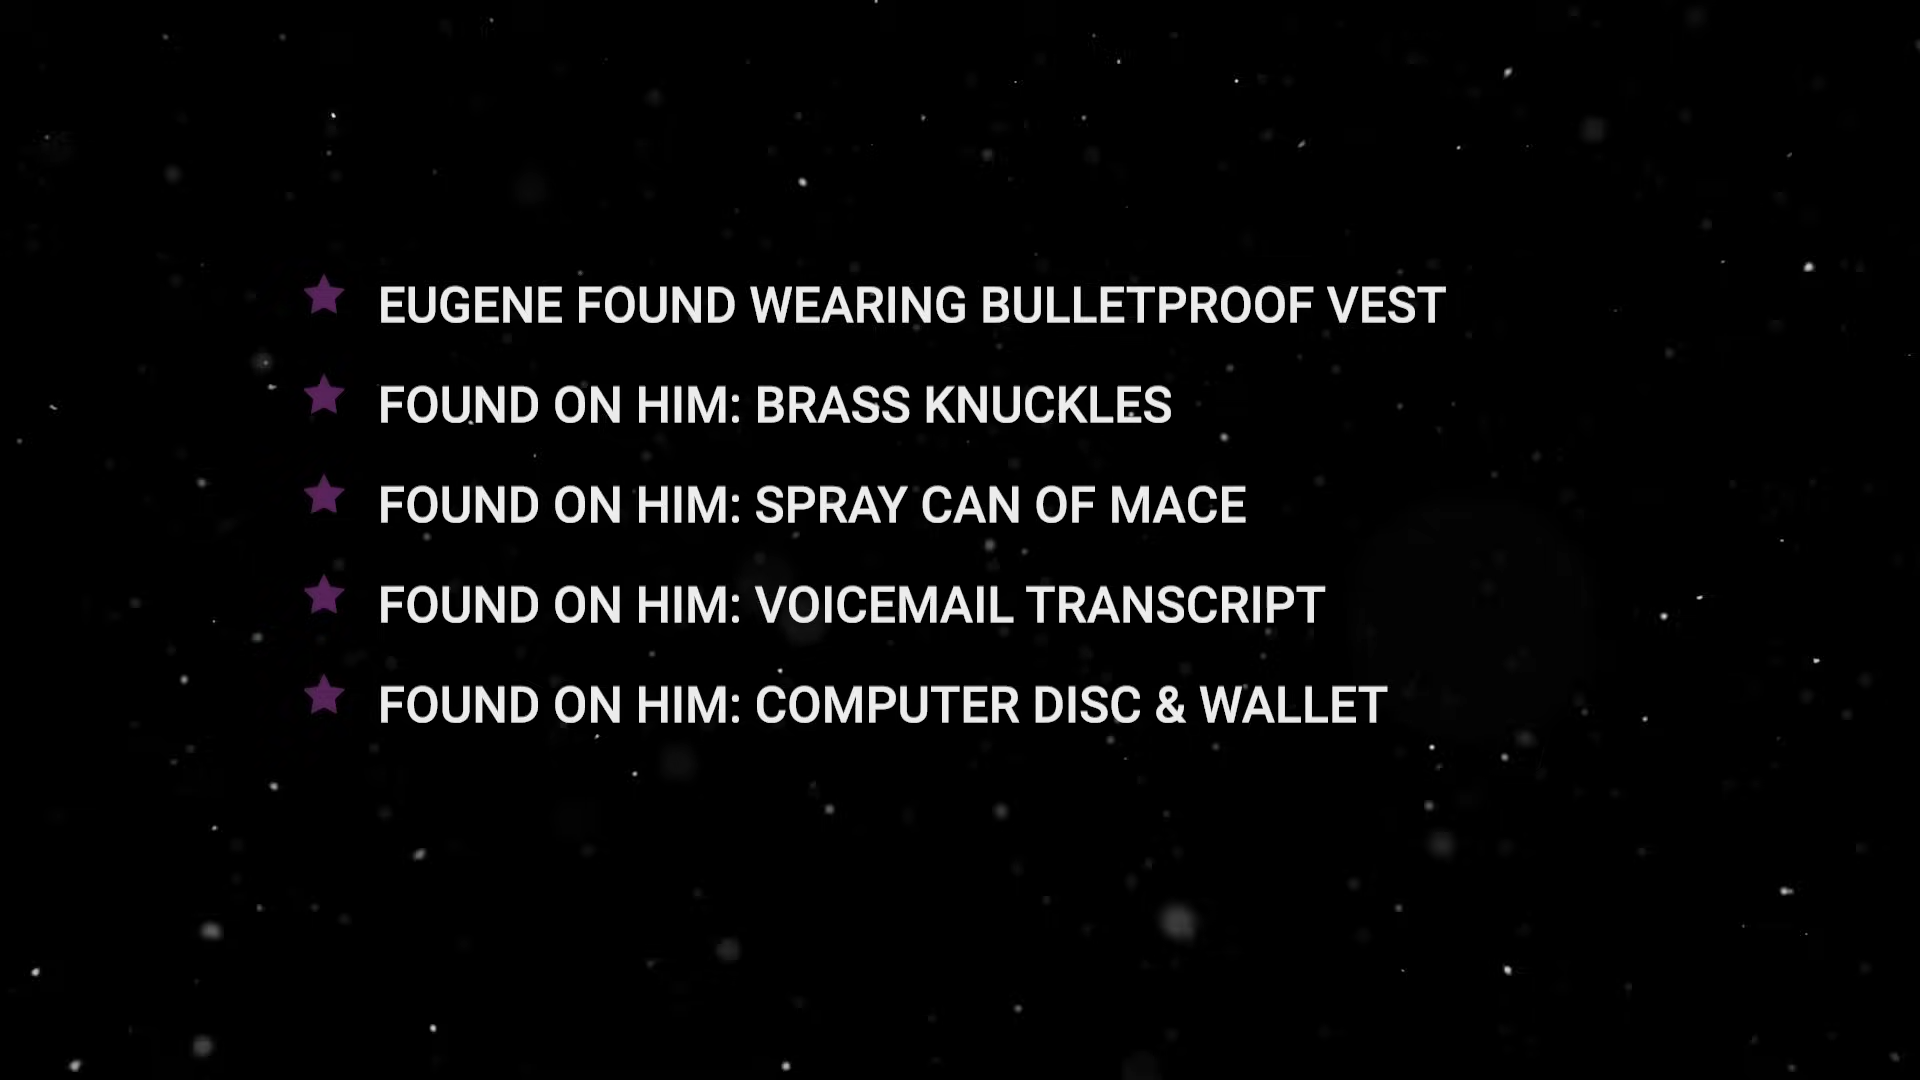 EUGENE FOUND WEARING BULLETPROOF VEST
FOUND ON HIM: BRASS KNUCKLES
FOUND ON HIM: SPRAY CAN OF MACE
FOUND ON HIM: VOICEMAIL TRANSCRIPT
FOUND ON HIM: COMPUTER DISC & WALLET